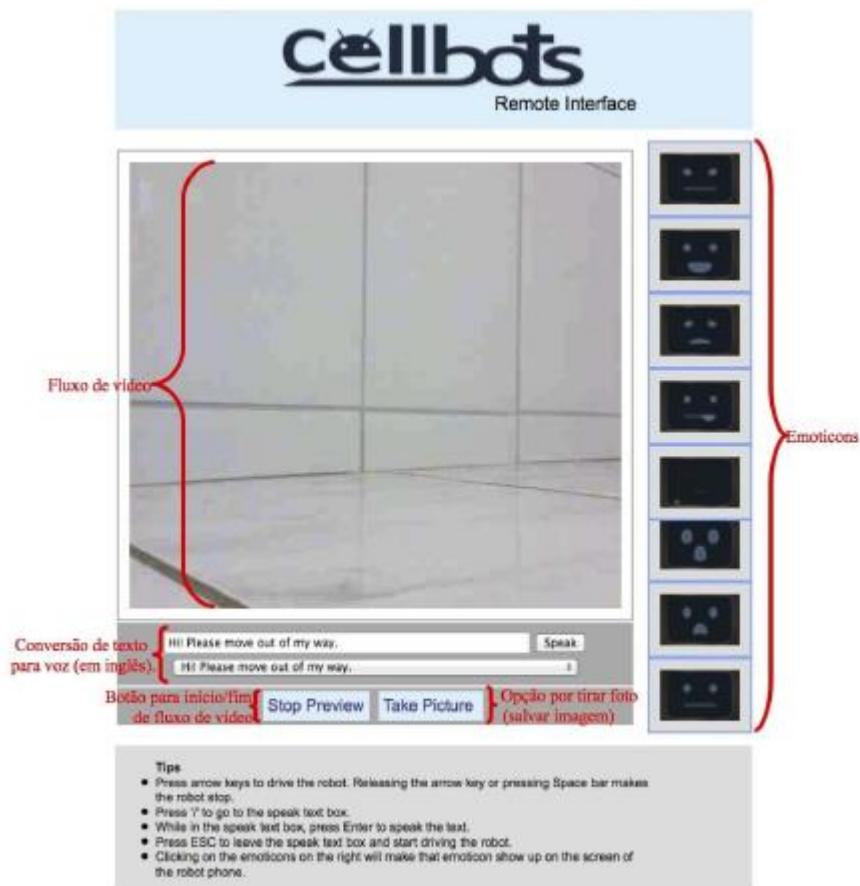 Cellbots
Remote Interface
Fluxo de vídeo
Emoticons
Conversão de texto
para voz (em inglês).
Hi! Please move out of my way.
Speak
Hi! Please move out of my way.
Botão para início/fim
de fluxo de vídeo
Stop Preview
Take Picture
Opção por tirar foto
(salvar imagem)
Tips
• Press arrow keys to drive the robot. Releasing the arrow key or pressing Space bar makes
the robot stop.
• Press '/' to go to the speak text box.
• While in the speak text box, press Enter to speak the text.
• Press ESC to leave the speak text box and start driving the robot.
• Clicking on the emoticons on the right will make that emoticon show up on the screen of
the robot phone.